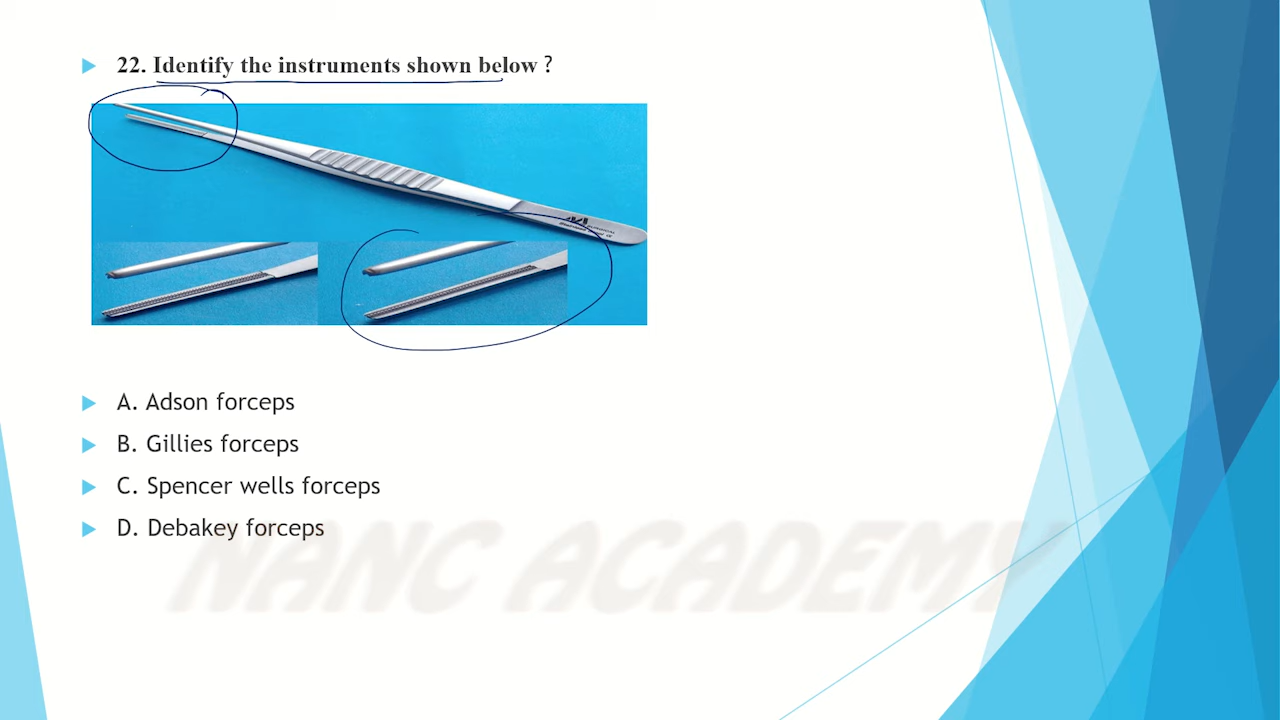 22. Identify the instruments shown below ?
A. Adson forceps
B. Gillies forceps
C. Spencer wells forceps
D. Debakey forceps
NANC ACADEMY